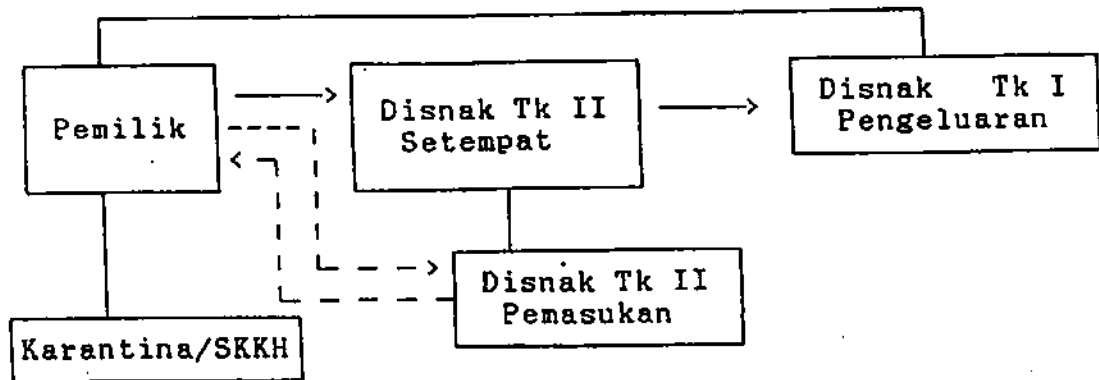 Pemilik
Disnak Tk II
Setempat
Disnak Tk I
Pengeluaran
Disnak Tk II
Pemasukan
Karantina/SKKH